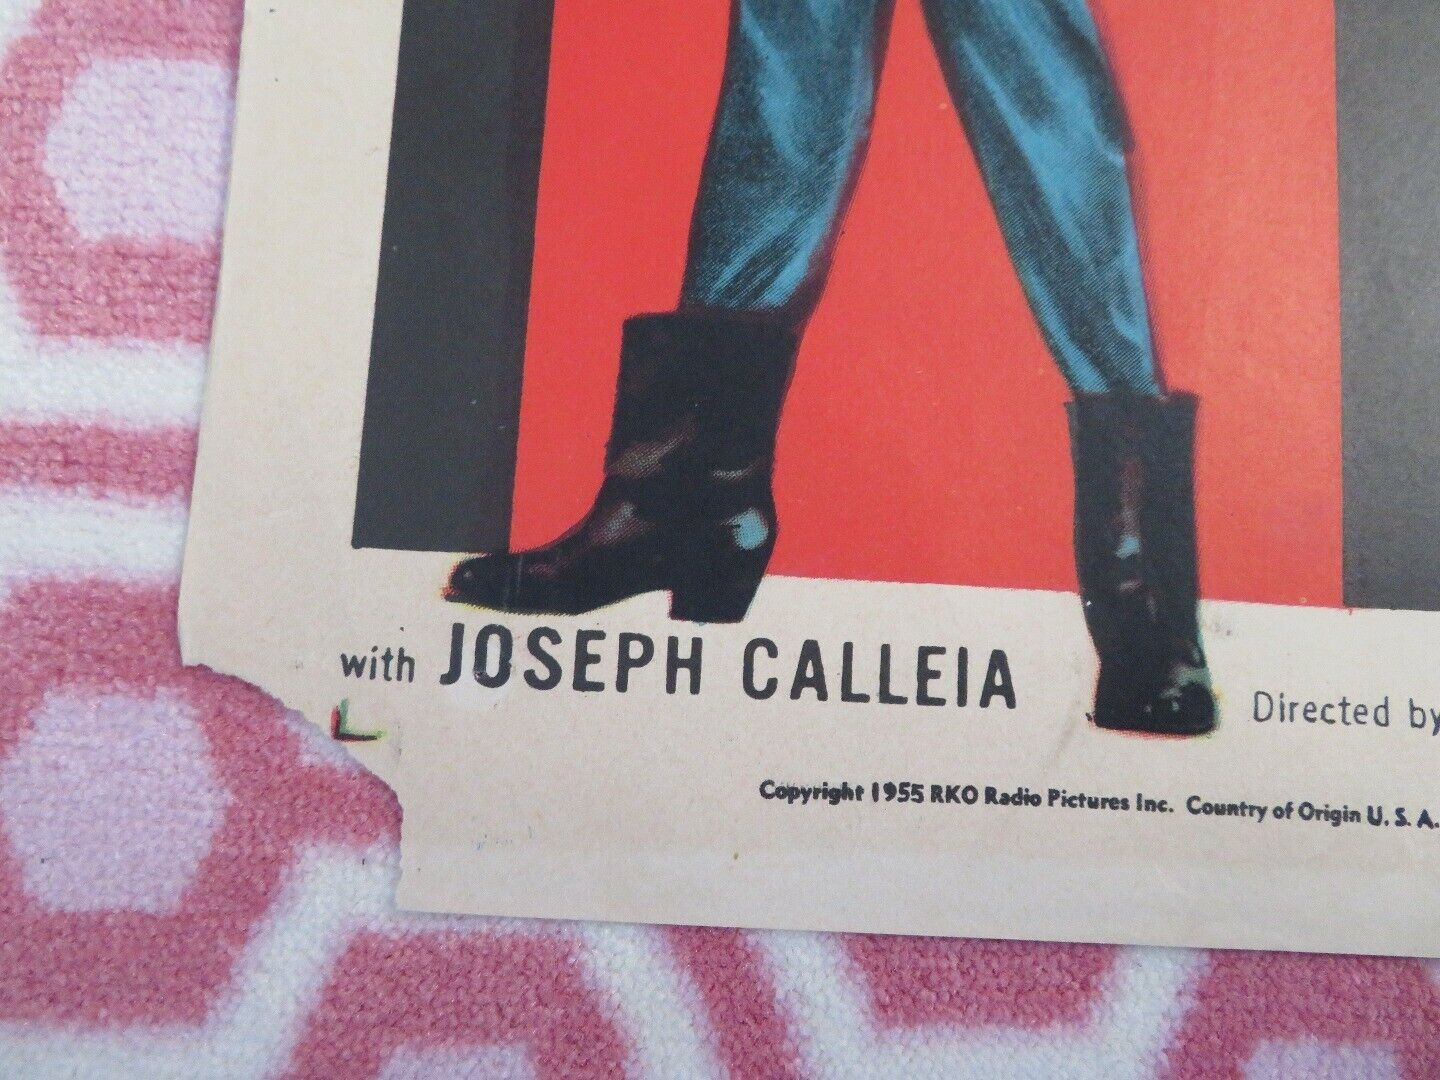 with JOSEPH CALLEIA
Directed by
Copyright 1955 RKO Radio Pictures Inc. Country of Origin U. S. A.